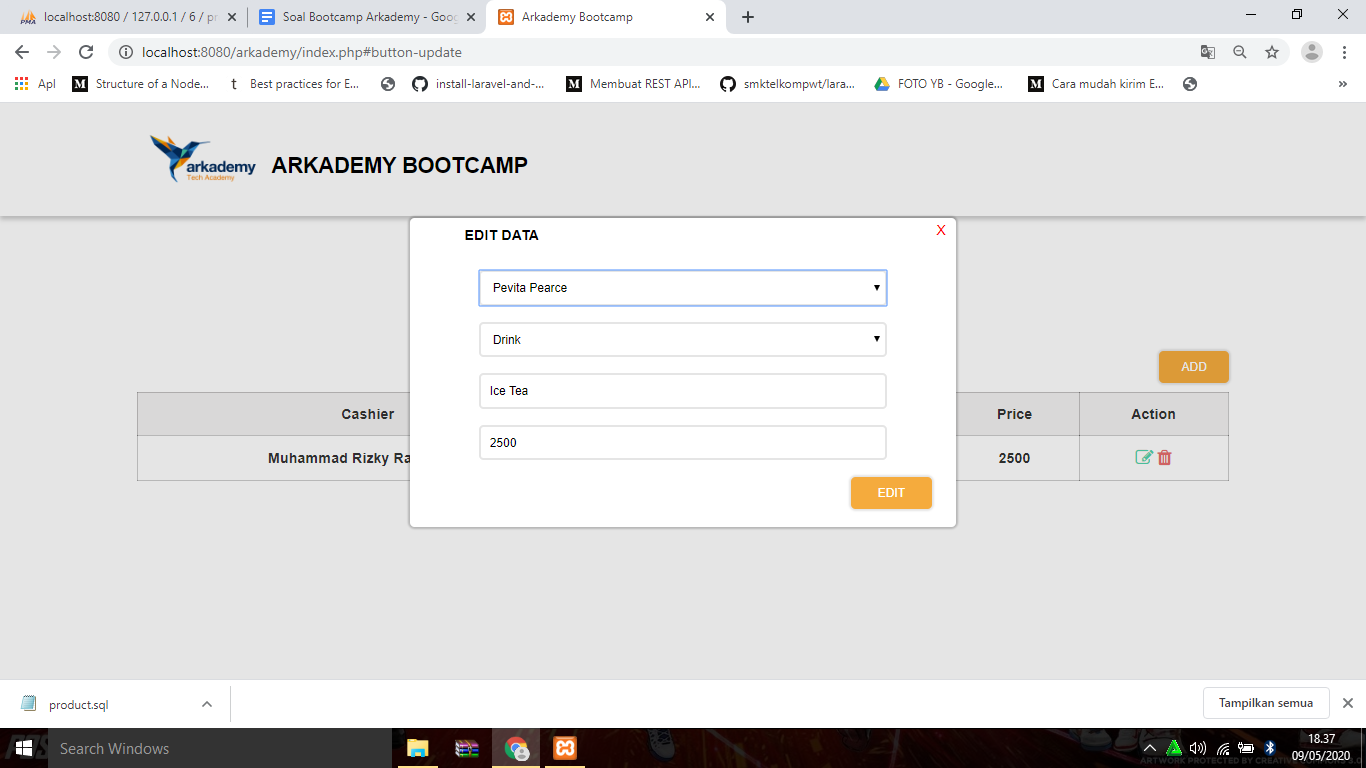 localhost:8080 / 127.0.0.1 / 6 / pr
Soal Bootcamp Arkademy - Goo
Arkademy Bootcamp
localhost:8080/arkademy/index.php#button-update
Apl
Structure of a Node...
Best practices for E...
install-laravel-and-...
Membuat REST API...
smktelkompwt/lara...
FOTO YB - Google...
Cara mudah kirim E...
arkademy
Tech Academy
ARKADEMY BOOTCAMP
EDIT DATA
X
Pevita Pearce
Drink
Ice Tea
2500
EDIT
ADD
Cashier
Price
Action
Muhammad Rizky Ra
2500
product.sql
Tampilkan semua
Search Windows
18.37
09/05/2020